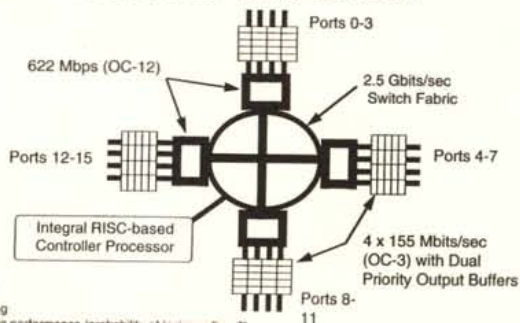 Ports 0-3
622 Mbps (OC-12)
2.5 Gbits/sec
Switch Fabric
Ports 12-15
Ports 4-7
Integral RISC-based
Controller Processor
4 x 155 Mbits/sec
(OC-3) with Dual
Priority Output Buffers
Ports 8-
11